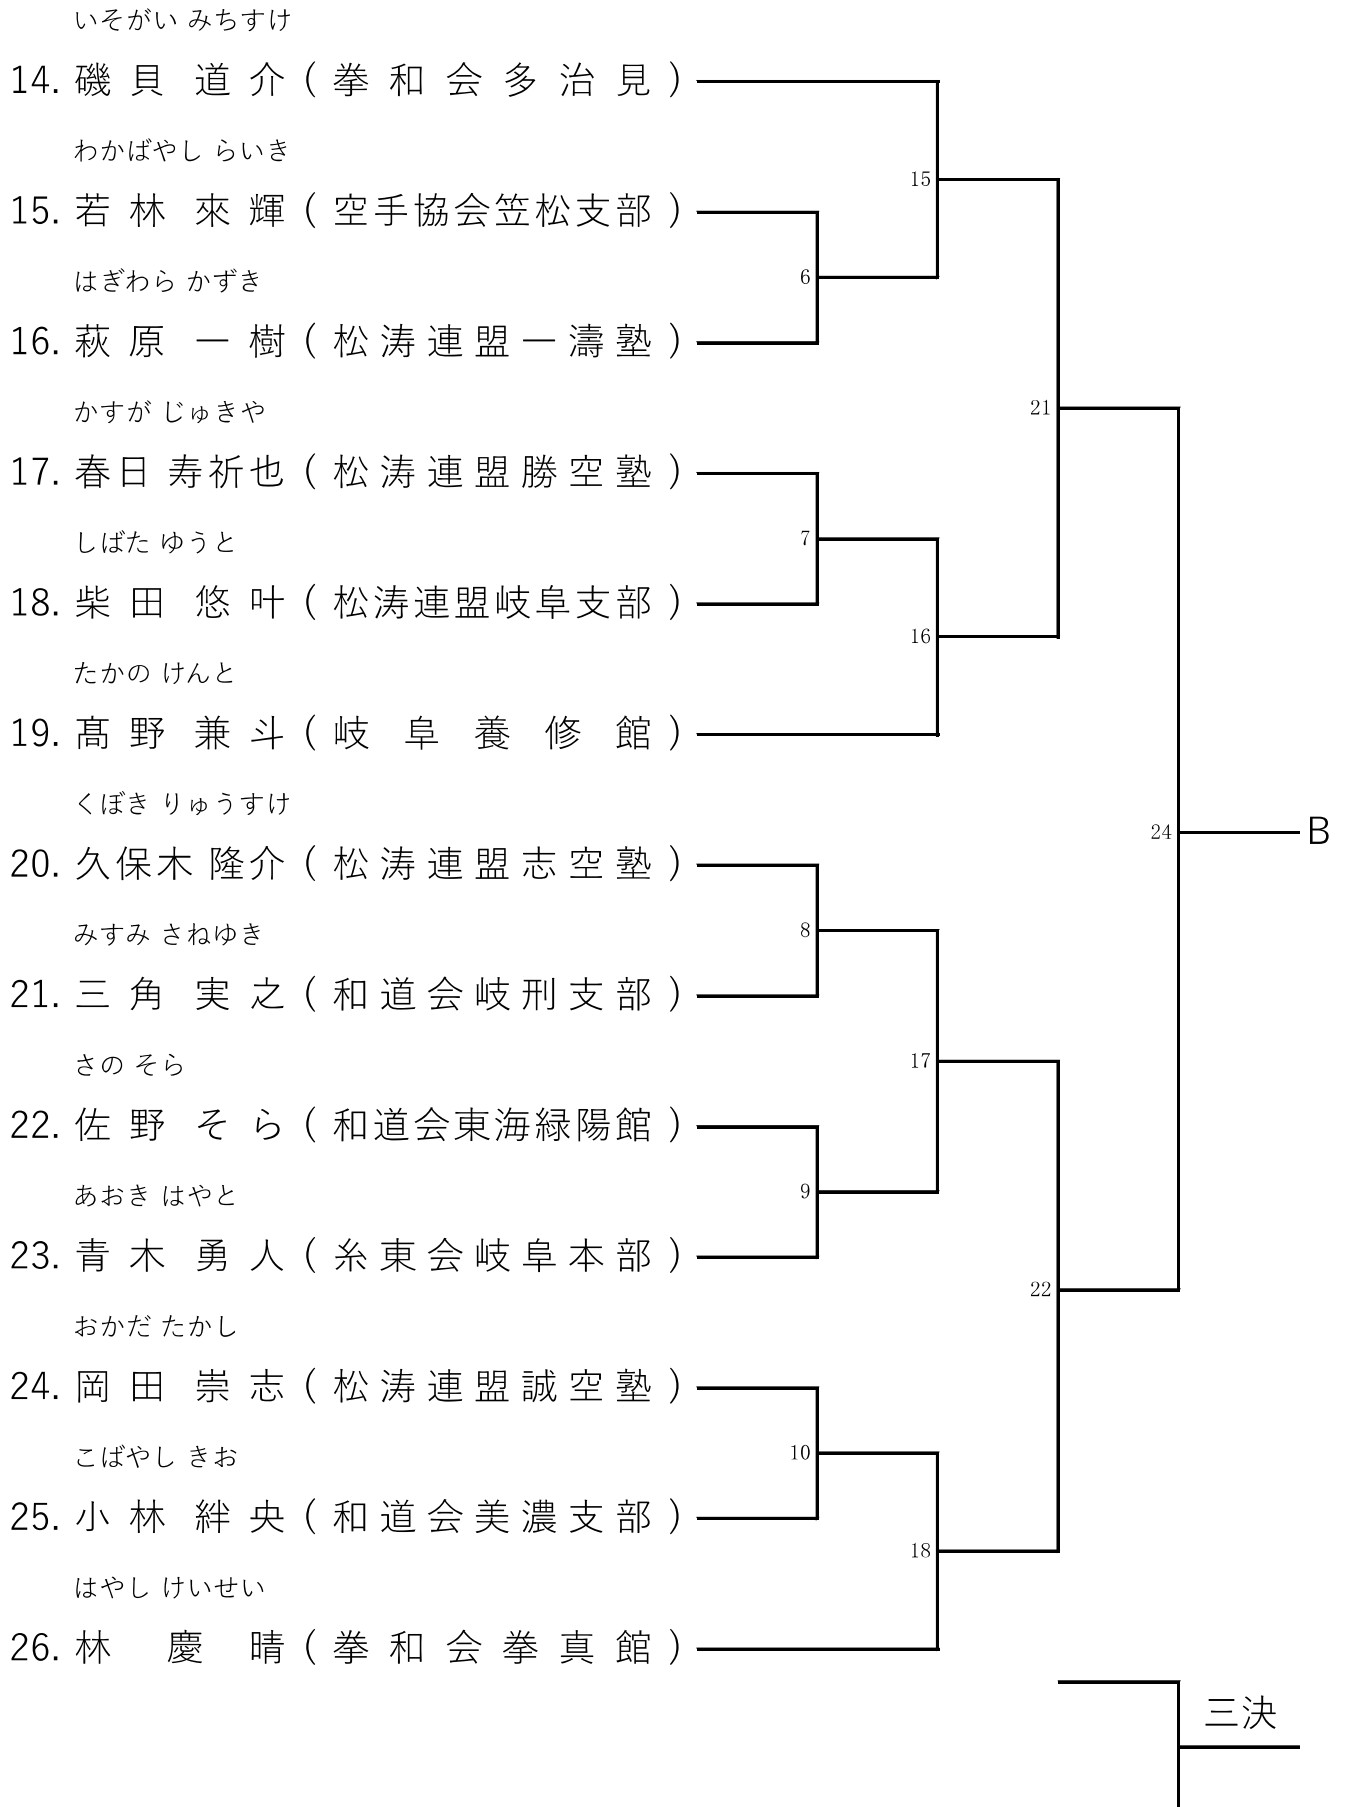 いそがい みちすけ
14. 磯貝 道介(拳和会多治見)
わかばやし らいき
15
15. 若林 來輝(空手協会笠松支部)
はぎわら かずき
6
16. 萩原 一樹(松涛連盟一濤塾)
かすが じゅきや
21
17. 春日 寿祈也(松涛連盟勝空塾)
しばた ゆうと
7
18. 柴田 悠叶(松涛連盟岐阜支部)
16
たかの けんと
19. 髙野 兼斗(岐阜養修館)
くぼき りゅうすけ
24 B
20. 久保木 隆介(松涛連盟志空塾)
みすみ さねゆき
8
21. 三角 実之(和道会岐刑支部)
さの そら
17
22. 佐野 そら(和道会東海緑陽館)
あおき はやと
9
23. 青木 勇人(糸東会岐阜本部)
22
おかだ たかし
24. 岡田 崇志(松涛連盟誠空塾)
こばやし きお
10
25. 小林 絆央(和道会美濃支部)
18
はやし けいせい
26. 林 慶晴(拳和会拳真館)
三決